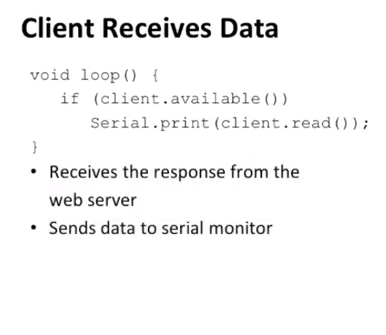 Client Receives Data
void loop() {
if (client.available())
Serial.print(client.read());
}
• Receives the response from the
web server
• Sends data to serial monitor